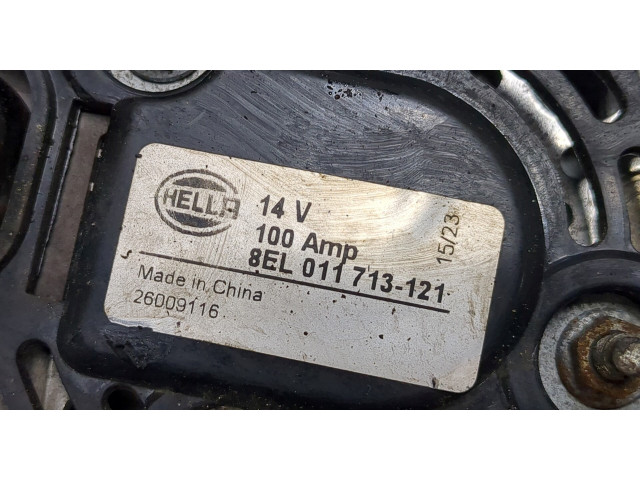 HELLA
14 V
100 Amp
8EL 011 713-121
15/23
Made in China
26009116